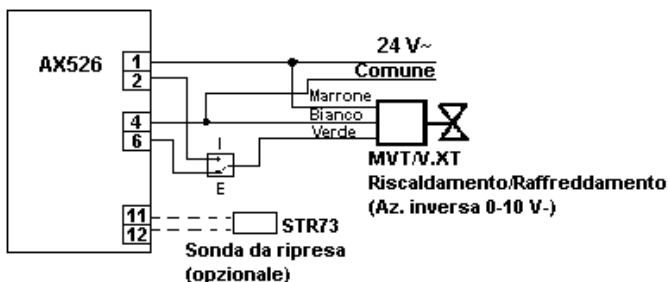 24 V~
AX526
1
Comune
2
Marrone
4
Bianco
6
Verde
I
E
MVT/V.XT
Riscaldamento/Raffreddamento
(Az. inversa 0-10 V-)
11
12
STR73
Sonda da ripresa
(opzionale)